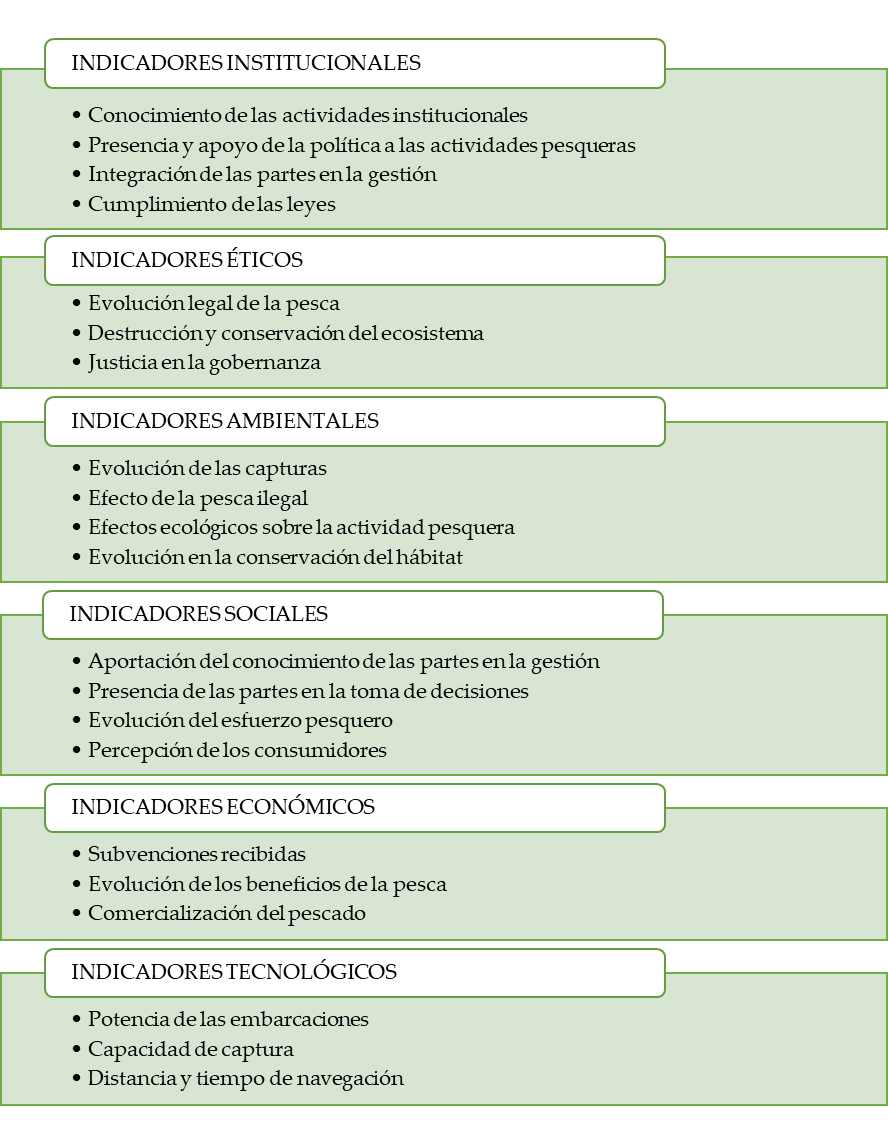 INDICADORES INSTITUCIONALES
• Conocimiento de las actividades institucionales
• Presencia y apoyo de la política a las actividades pesqueras
• Integración de las partes en la gestión
• Cumplimiento de las leyes
INDICADORES ÉTICOS
• Evolución legal de la pesca
• Destrucción y conservación del ecosistema
• Justicia en la gobernanza
INDICADORES AMBIENTALES
• Evolución de las capturas
• Efecto de la pesca ilegal
• Efectos ecológicos sobre la actividad pesquera
• Evolución en la conservación del hábitat
INDICADORES SOCIALES
• Aportación del conocimiento de las partes en la gestión
• Presencia de las partes en la toma de decisiones
• Evolución del esfuerzo pesquero
• Percepción de los consumidores
INDICADORES ECONÓMICOS
• Subvenciones recibidas
• Evolución de los beneficios de la pesca
• Comercialización del pescado
INDICADORES TECNOLÓGICOS
• Potencia de las embarcaciones
• Capacidad de captura
• Distancia y tiempo de navegación